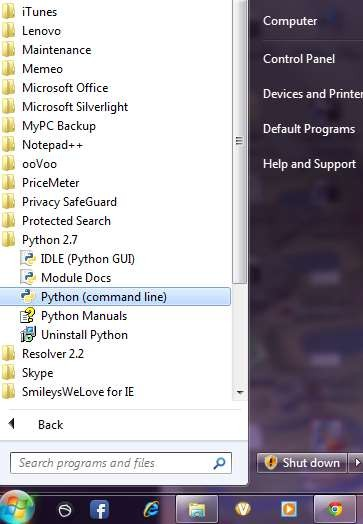 iTunes
Lenovo
Maintenance
Memeo
Microsoft Office
Microsoft Silverlight
MyPC Backup
Notepad++
ooVoo
PriceMeter
Privacy SafeGuard
Protected Search
Python 2.7
IDLE (Python GUI)
Module Docs
Python (command line)
Python Manuals
Uninstall Python
Resolver 2.2
Skype
SmileysWeLove for IE
Back
Search programs and files
Computer
Control Panel
Devices and Printer
Default Programs
Help and Support
Shut down